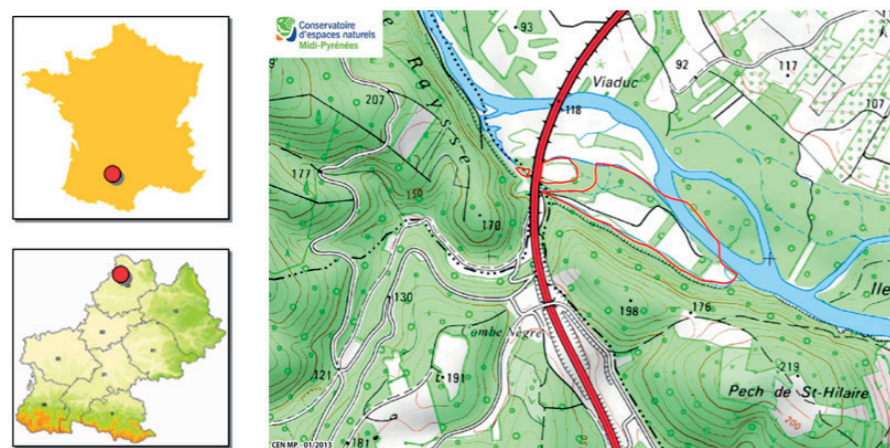 Conservatoire
d'espaces naturels
Midi-Pyrénées
93
92
117
107
Viaduc
118
Raysse
207
177
150
170
130
198
176
Ile
Combe Nègre
121
191
219
Pech de St-Hilaire
200
181
CEN MP - 01/2013